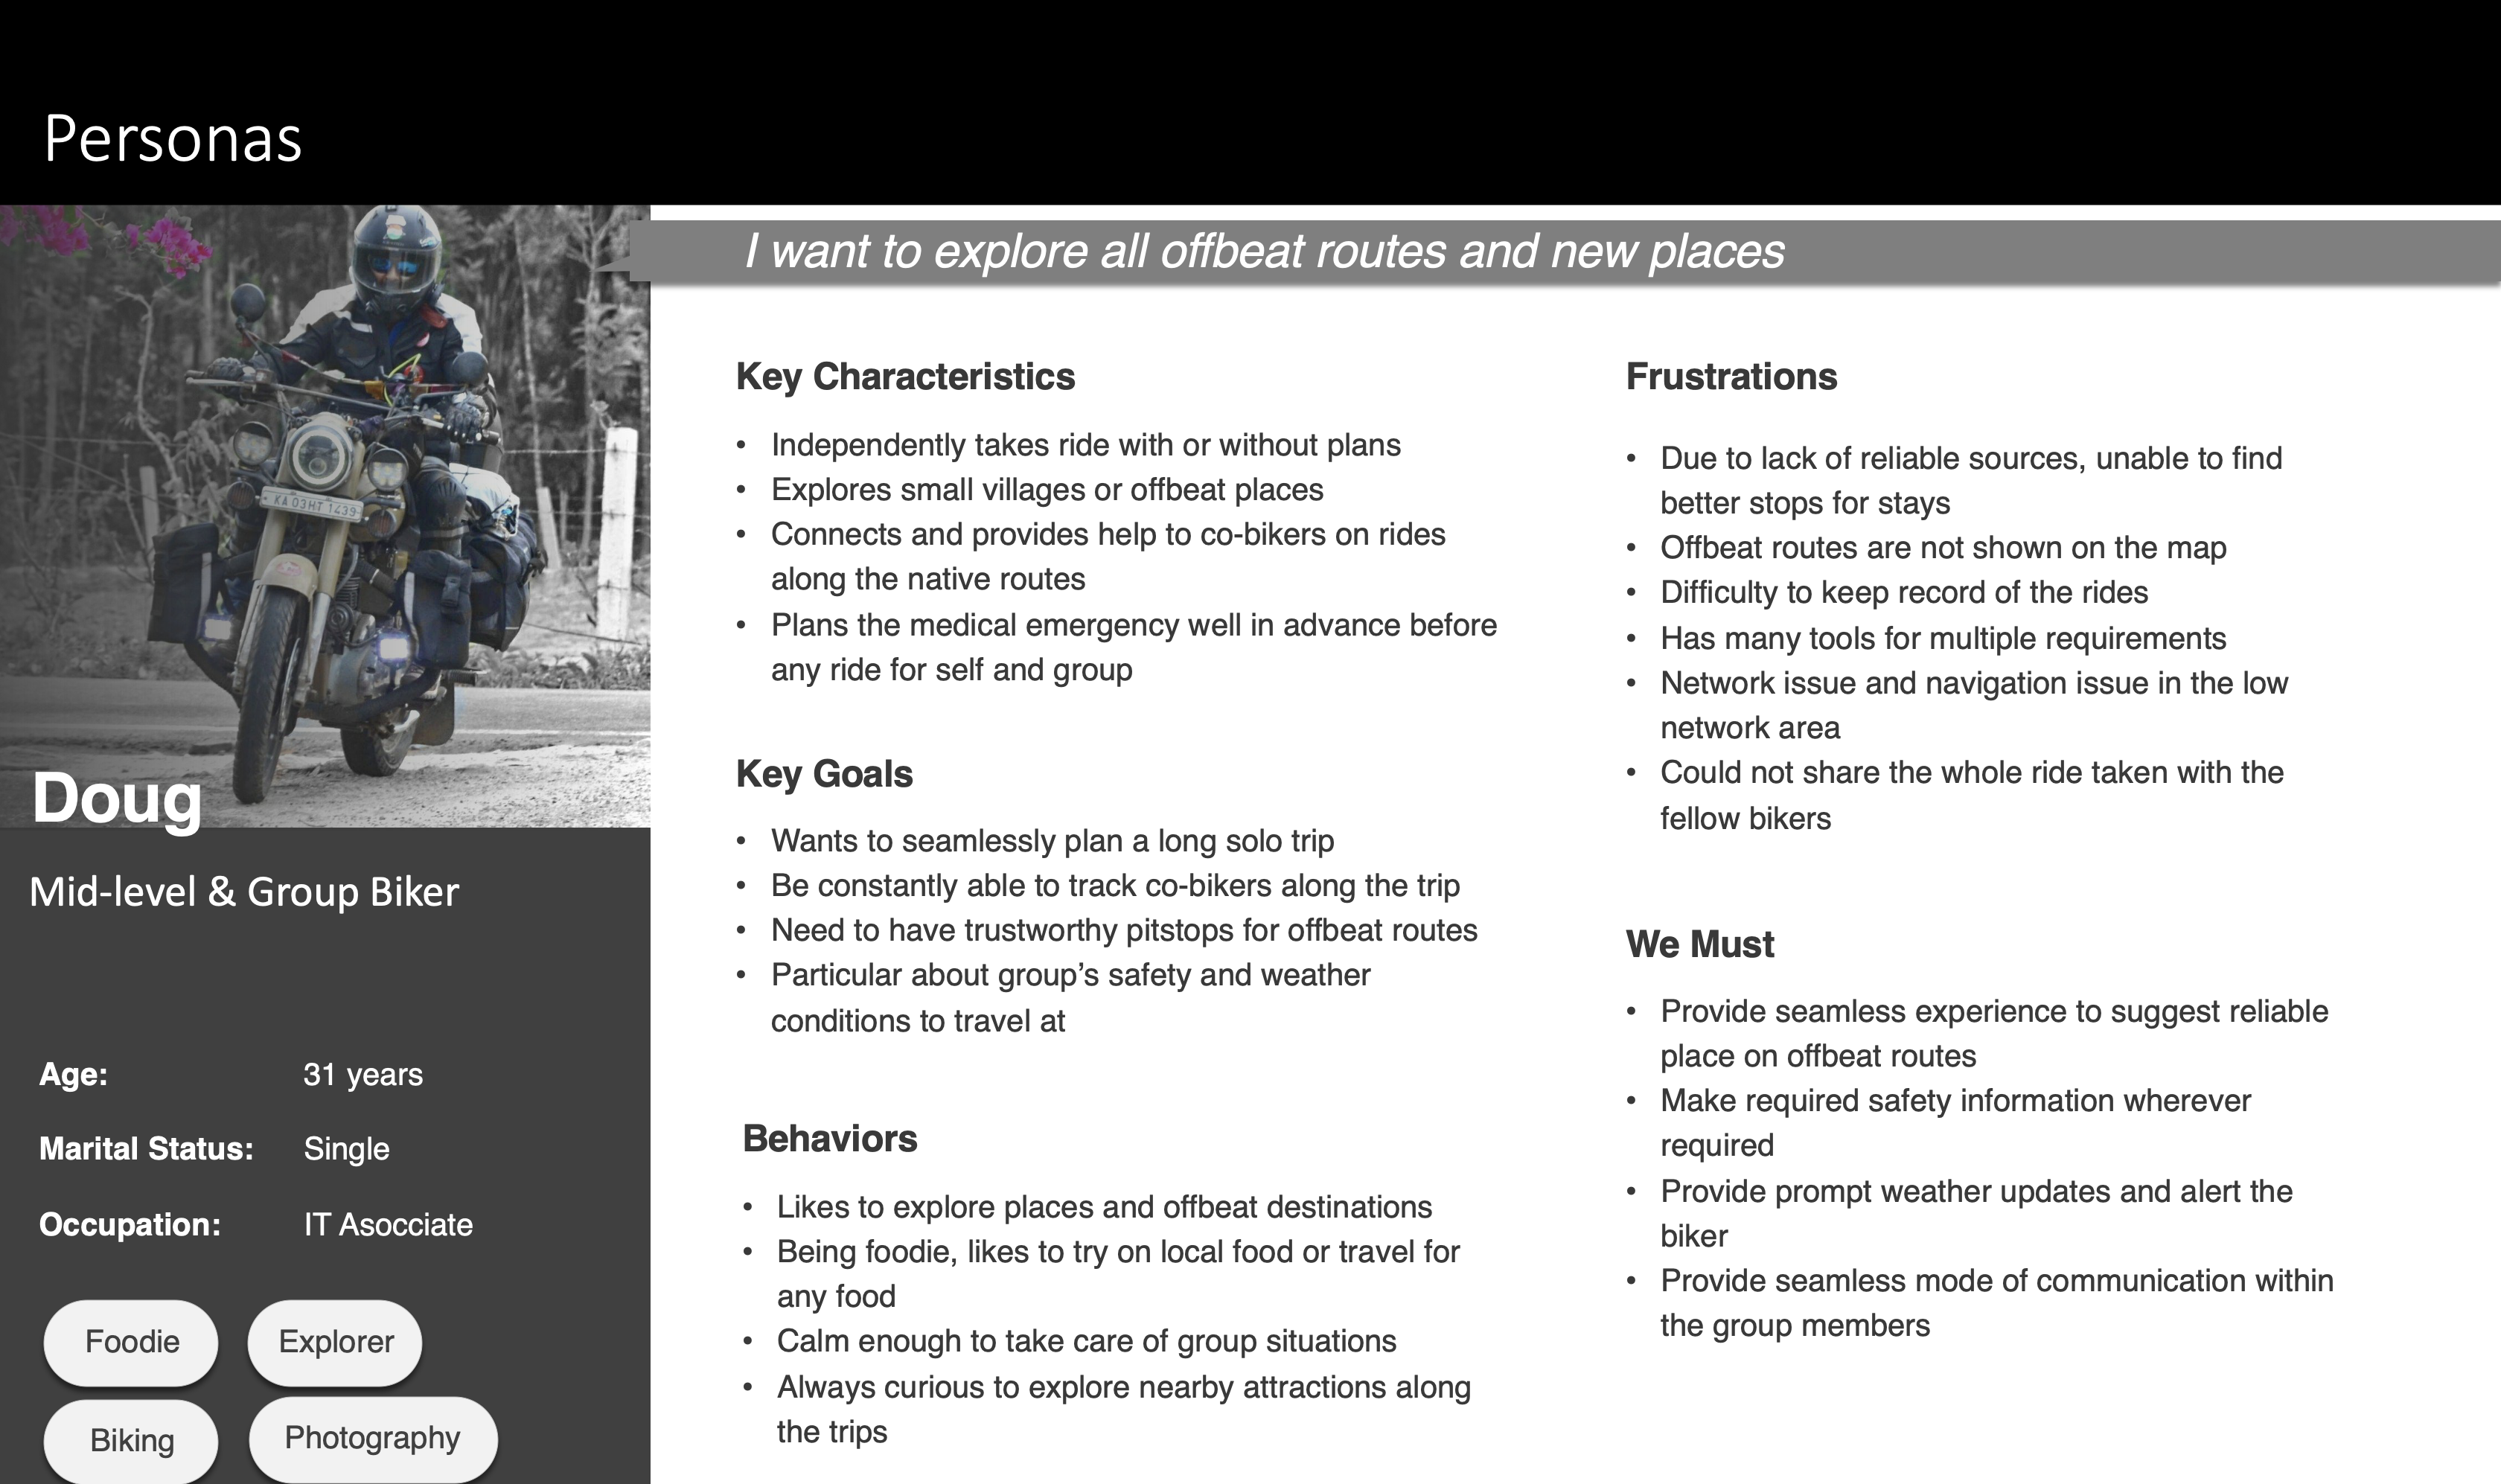 Personas
I want to explore all offbeat routes and new places
KA 03HT 1439
Doug
Mid-level & Group Biker
Age: 31 years
Marital Status: Single
Occupation: IT Asocciate
Foodie Explorer
Biking Photography
Key Characteristics
• Independently takes ride with or without plans
• Explores small villages or offbeat places
• Connects and provides help to co-bikers on rides
along the native routes
• Plans the medical emergency well in advance before
any ride for self and group
Key Goals
• Wants to seamlessly plan a long solo trip
• Be constantly able to track co-bikers along the trip
• Need to have trustworthy pitstops for offbeat routes
• Particular about group’s safety and weather
conditions to travel at
Behaviors
• Likes to explore places and offbeat destinations
• Being foodie, likes to try on local food or travel for
any food
• Calm enough to take care of group situations
• Always curious to explore nearby attractions along
the trips
Frustrations
• Due to lack of reliable sources, unable to find
better stops for stays
• Offbeat routes are not shown on the map
• Difficulty to keep record of the rides
• Has many tools for multiple requirements
• Network issue and navigation issue in the low
network area
• Could not share the whole ride taken with the
fellow bikers
We Must
• Provide seamless experience to suggest reliable
place on offbeat routes
• Make required safety information wherever
required
• Provide prompt weather updates and alert the
biker
• Provide seamless mode of communication within
the group members